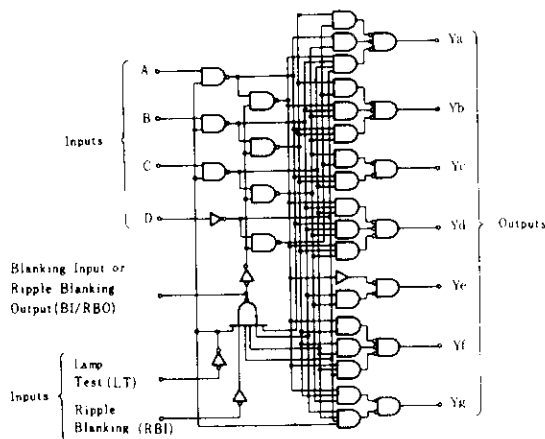 A
B
Inputs
C
D
Blanking Input or
Ripple Blanking
Output (BI/RBO)
Lamp
Test (LT)
Inputs
Ripple
Blanking (RBI)
Ya
Yb
Yc
Yd
Outputs
Ye
Yf
Yg